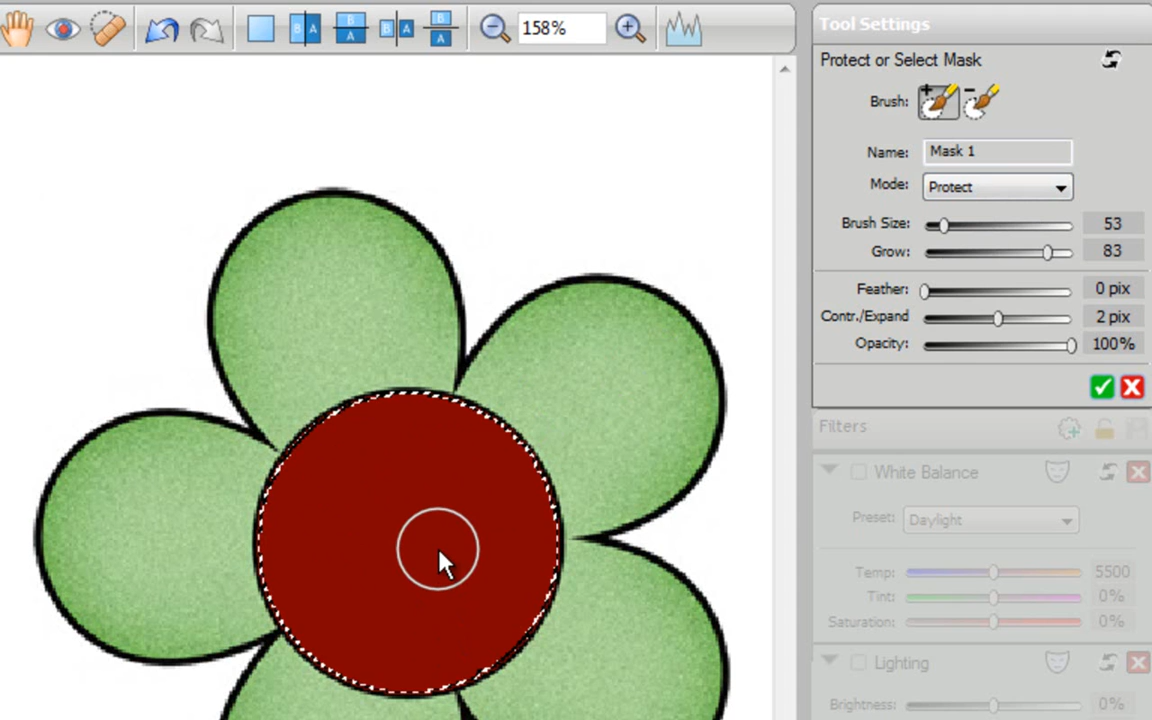 B A
B
A
B A
B
A
158%
Tool Settings
Protect or Select Mask
Brush:
Name: Mask 1
Mode: Protect
Brush Size: 53
Grow: 83
Feather: 0 pix
Contr./Expand 2 pix
Opacity: 100%
Filters
White Balance
Preset: Daylight
Temp: 5500
Tint: 0%
Saturation: 0%
Lighting
Brightness: 0%